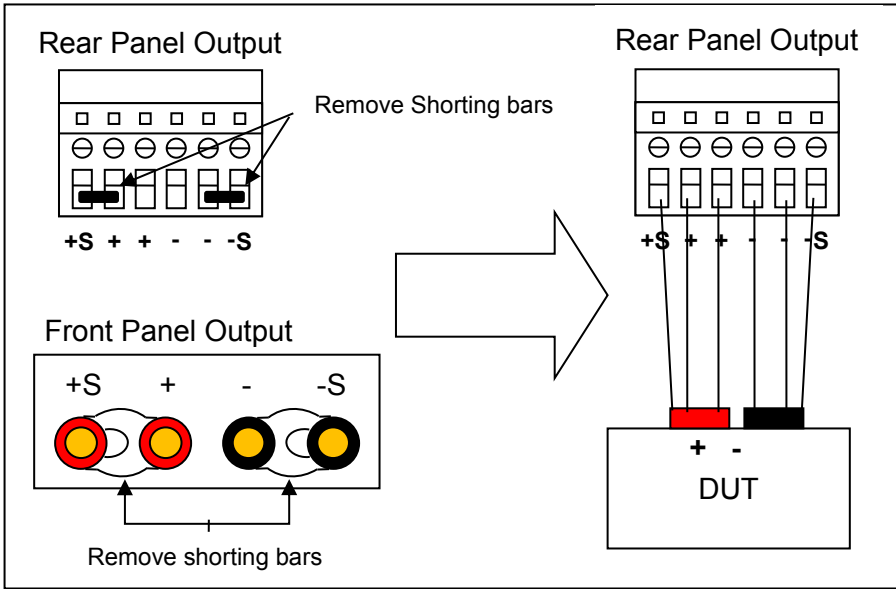 Rear Panel Output
Remove Shorting bars
+S + + - - -S
Front Panel Output
+S + - -S
Remove shorting bars
Rear Panel Output
+S + + - - -S
+ -
DUT